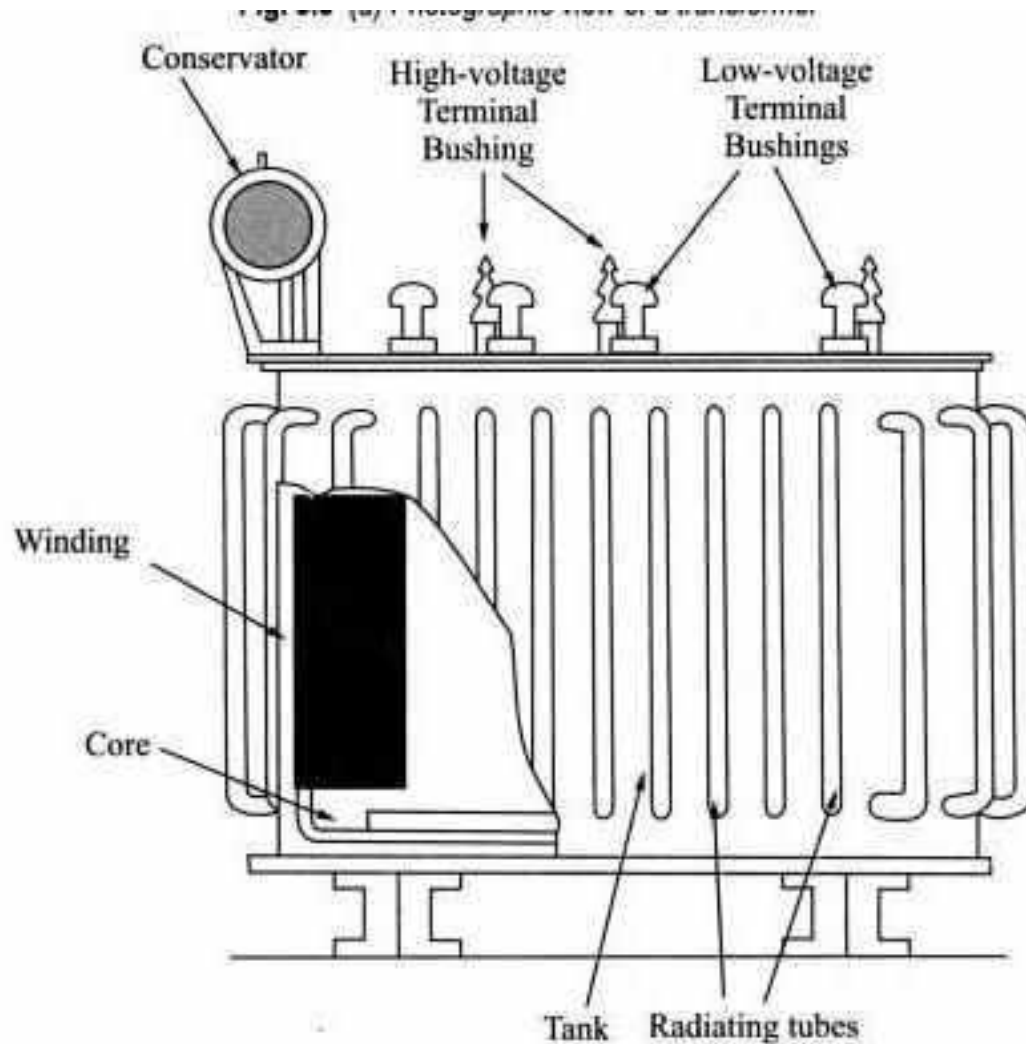 Conservator
High-voltage
Terminal
Bushing
Low-voltage
Terminal
Bushings
Winding
Core
Tank
Radiating tubes